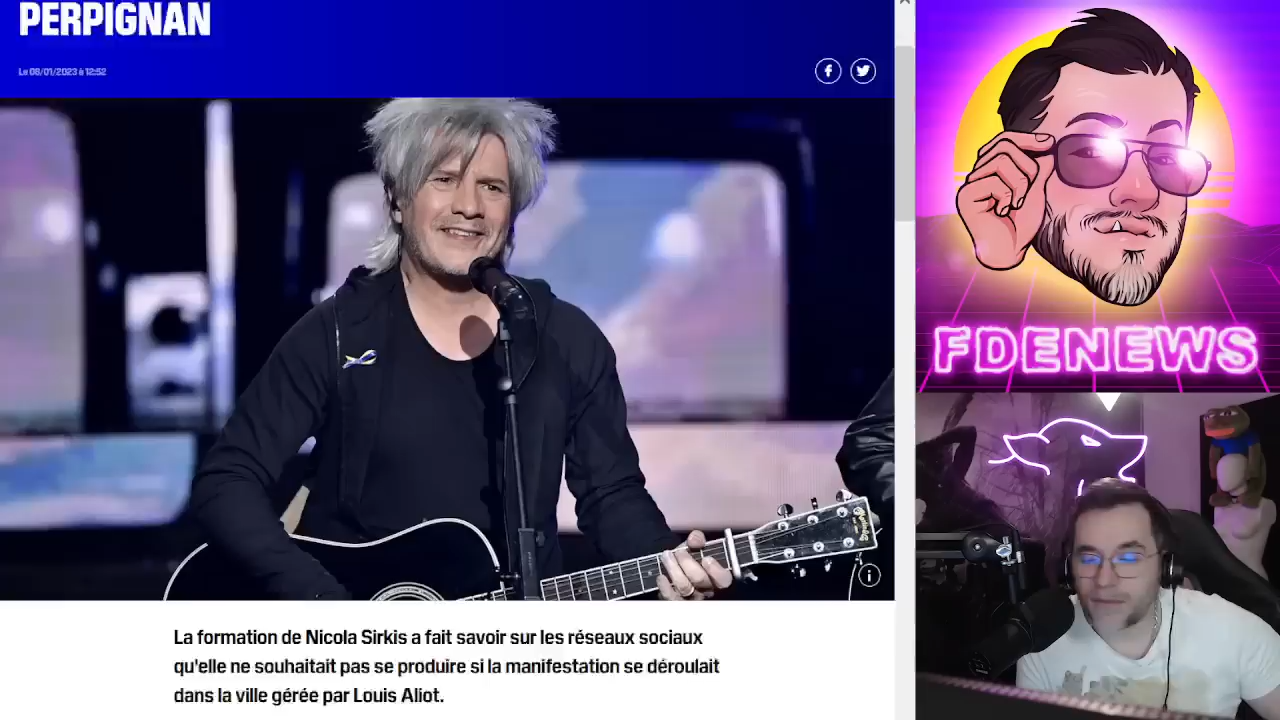 PERPIGNAN
Le 08/01/2023 à 12:52
La formation de Nicola Sirkis a fait savoir sur les réseaux sociaux
qu'elle ne souhaitait pas se produire si la manifestation se déroulait
dans la ville gérée par Louis Aliot.
FDENEWS